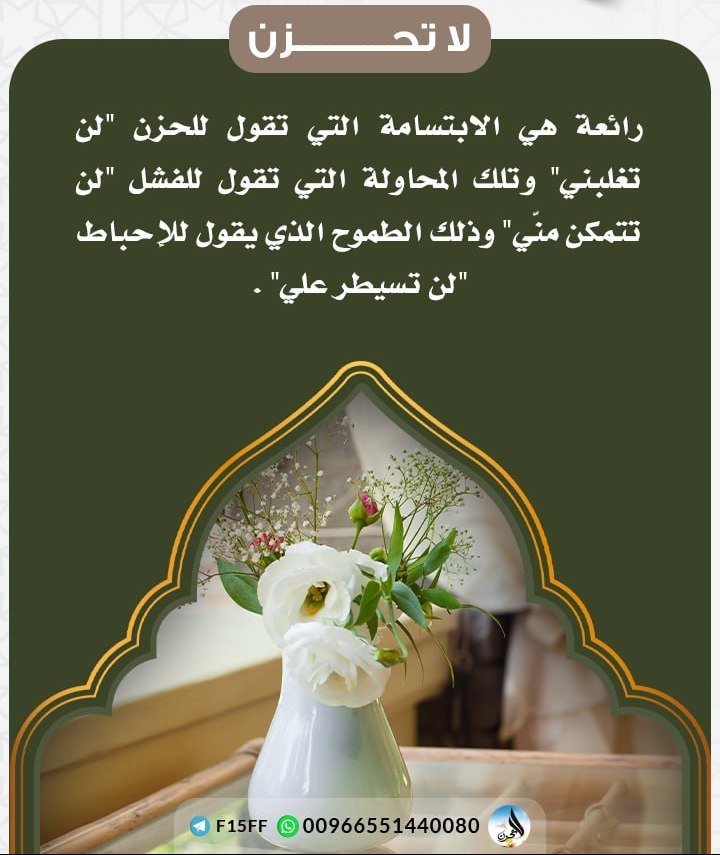 لا تحـــــــــزن
رائعة هي الابتسامة التي تقول للحزن "لن
تغلبني" وتلك المحاولة التي تقول للفشل "لن
تتمكن منّي" وذلك الطموح الذي يقول للإحباط
"لن تسيطر علي" .
F15FF 00966551440080